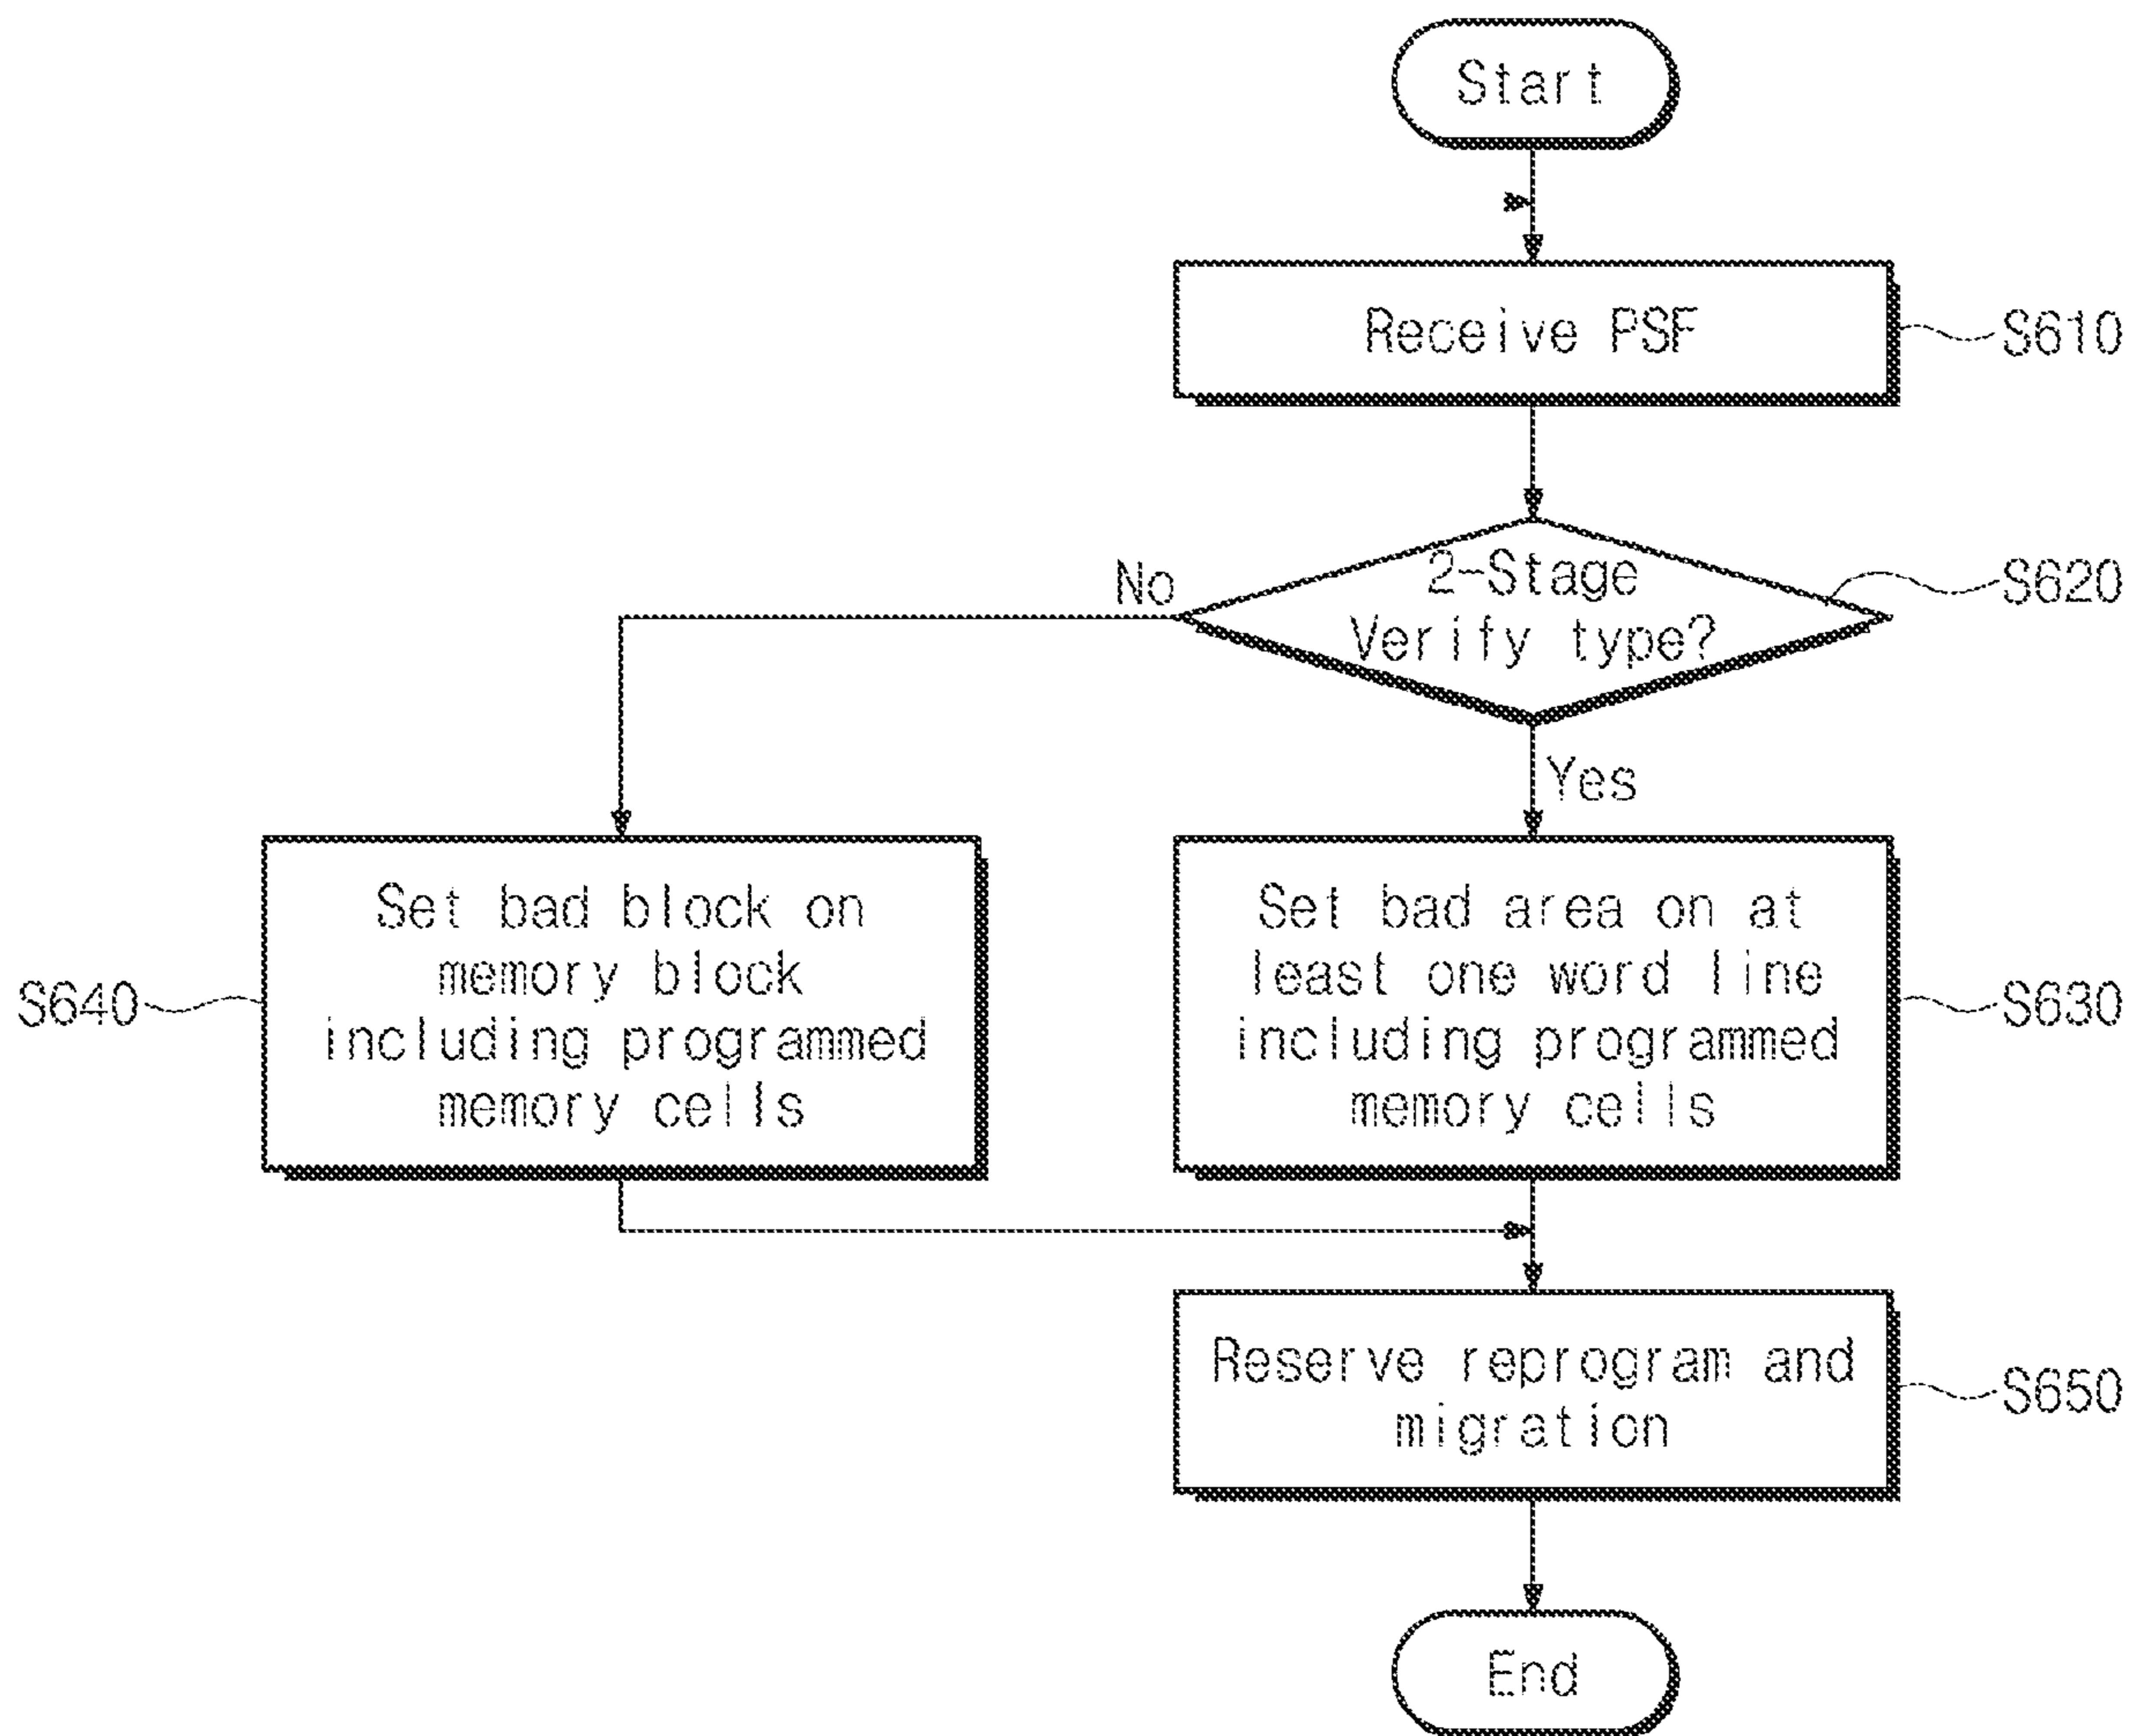 Start
Receive PSF
S610
2-Stage
Verify type?
S620
No
Yes
Set bad block on
memory block
including programmed
memory cells
S640
Set bad area on at
least one word line
including programmed
memory cells
S630
Reserve reprogram and
migration
S650
End